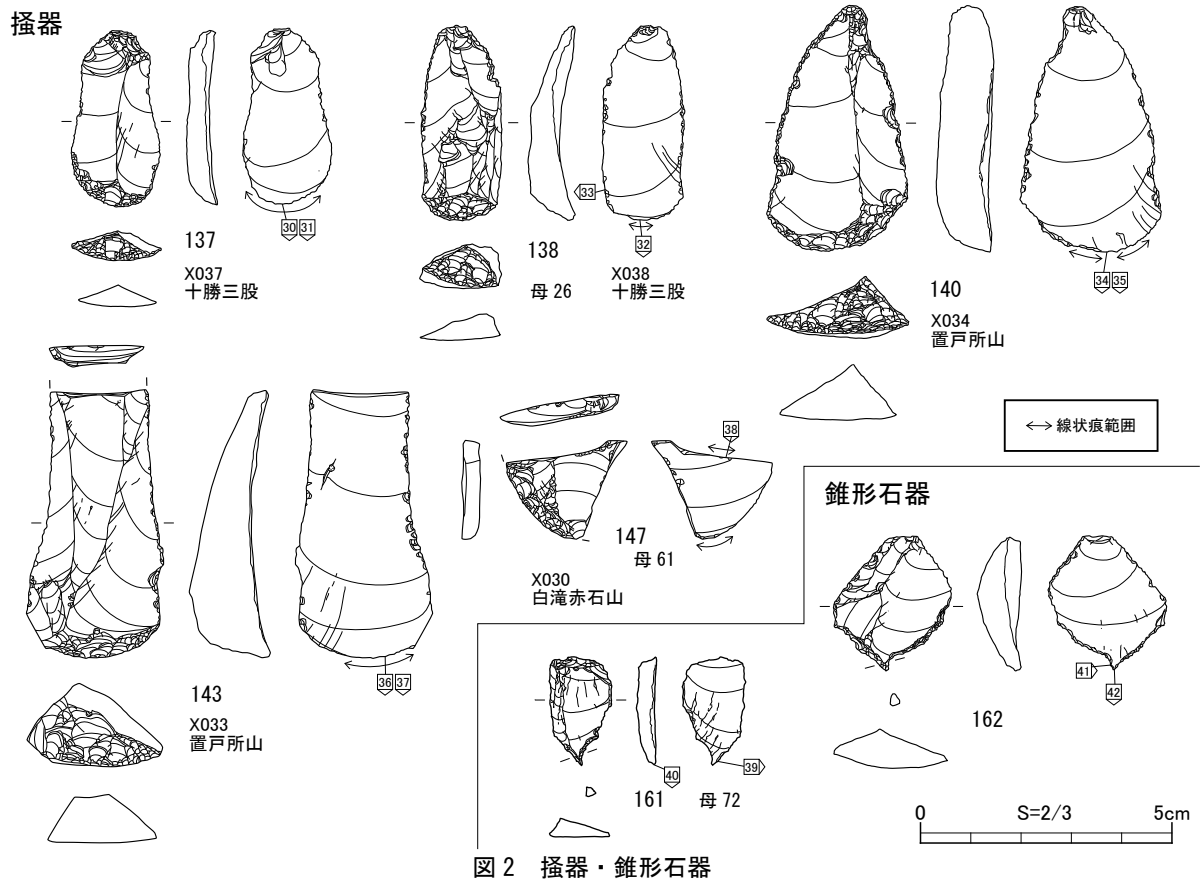 掻器
30 31
137
X037
十勝三股
33
32
138
母 26
X038
十勝三股
34 35
140
X034
置戸所山
↔ 線状痕範囲
36 37
143
X033
置戸所山
38
147
母 61
X030
白滝赤石山
錐形石器
41
42
162
39
40
161
母 72
0 S=2/3 5cm
図 2 掻器・錐形石器